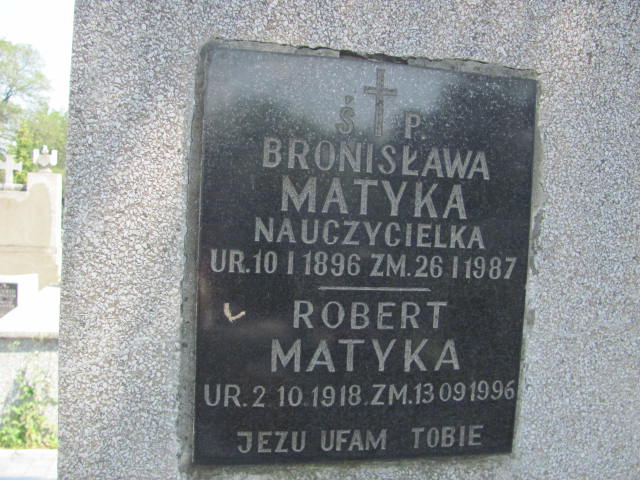 Ś P
BRONISŁAWA
MATYKA
NAUCZYCIELKA
UR. 10 I 1896 ZM. 26 I 1987
ROBERT
MATYKA
UR. 2.10.1918.ZM.13 09 1996
JEZU UFAM TOBIE